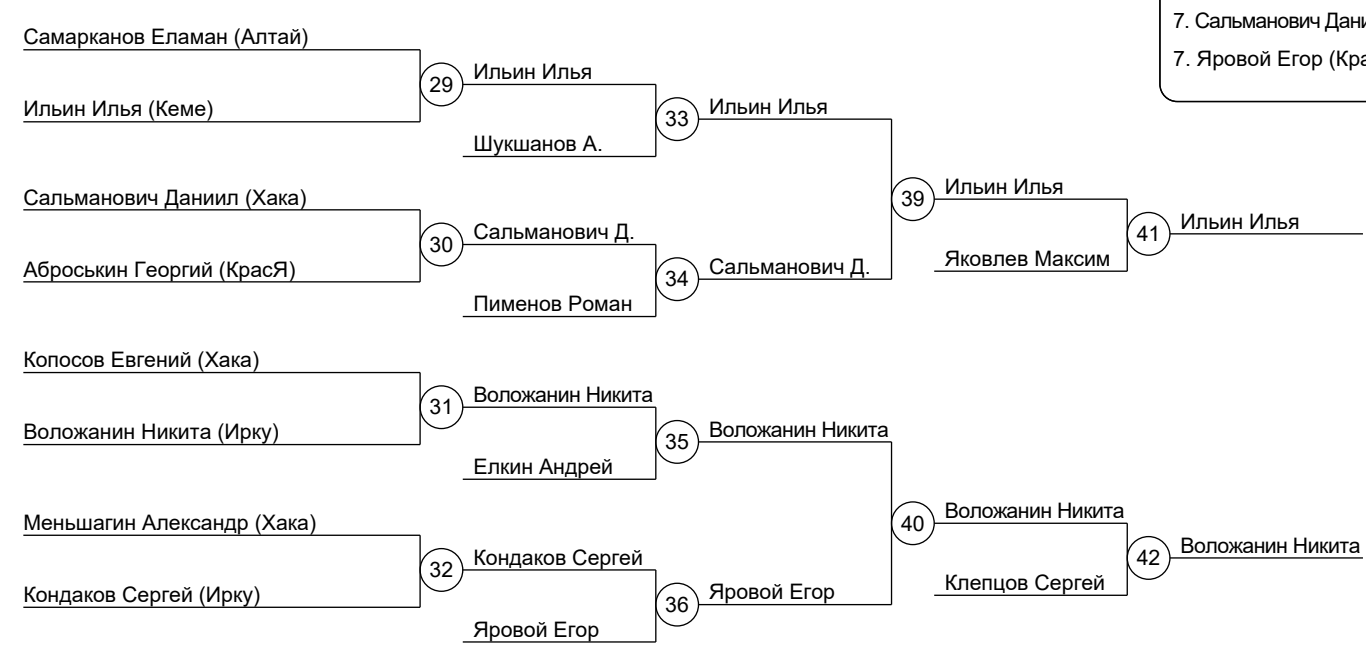 7. Сальманович Дани
7. Яровой Егор (Кра
Самарканов Еламан (Алтай)
Ильин Илья (Кеме)
29
Ильин Илья
Шукшанов А.
33
Ильин Илья
Сальманович Даниил (Хака)
Аброськин Георгий (КрасЯ)
30
Сальманович Д.
Пименов Роман
34
Сальманович Д.
39
Ильин Илья
Яковлев Максим
41
Ильин Илья
Копосов Евгений (Хака)
Воложанин Никита (Ирку)
31
Воложанин Никита
Елкин Андрей
35
Воложанин Никита
Меньшагин Александр (Хака)
Кондаков Сергей (Ирку)
32
Кондаков Сергей
Яровой Егор
36
Яровой Егор
40
Воложанин Никита
Клепцов Сергей
42
Воложанин Никита